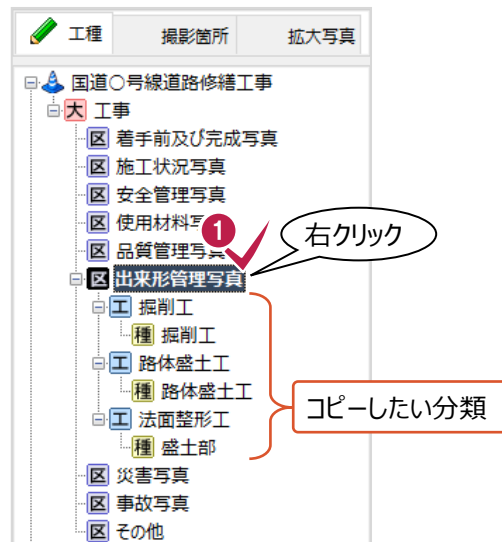 工種 撮影箇所 拡大写真
国道○号線道路修繕工事
大 工事
区 着手前及び完成写真
区 施工状況写真
区 安全管理写真
区 使用材料写
1
右クリック
区 品質管理写真
区 出来形管理写真
工 掘削工
種 掘削工
工 路体盛土工
種 路体盛土工
コピーしたい分類
工 法面整形工
種 盛土部
区 災害写真
区 事故写真
区 その他